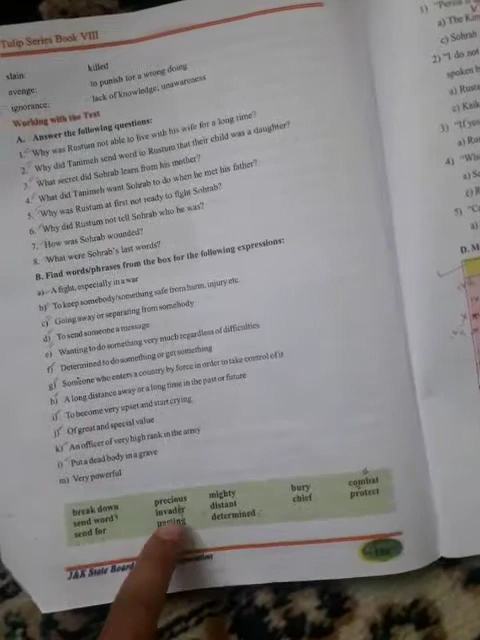 Tulip Series Book VIII
slain: killed
avenge: to punish for a wrong doing
ignorance: lack of knowledge; unawareness
Working with the Text
A. Answer the following questions:
1. Why was Rustum not able to live with his wife for a long time?
2. Why did Tanimeh send word to Rustum that their child was a daughter?
3. What secret did Sohrab learn from his mother?
4. What did Tanimeh want Sohrab to do when he met his father?
5. Why was Rustum at first not ready to fight Sohrab?
6. Why did Rustum not tell Sohrab who he was?
7. How was Sohrab wounded?
8. What were Sohrab's last words?
B. Find words/phrases from the box for the following expressions:
a) A fight, especially in a war
b) To keep somebody/something safe from harm, injury etc.
c) Going away or separating from somebody
d) To send someone a message
e) Wanting to do something very much regardless of difficulties
f) Determined to do something or get something
g) Someone who enters a country by force in order to take control of it
h) A long distance away or a long time in the past or future
i) To become very upset and start crying
j) Of great and special value
k) An officer of very high rank in the army
l) Put a dead body in a grave
m) Very powerful
break down precious mighty bury combat
send word invader distant chief protect
send for parting determined
J&K State Board
1) "Persia
a) The Kin
c) Sohrab
2) "I do not
spoken b
a) Rust
c) Kaik
3) "If you
a) Ru
4) "Wh
a) So
c) R
5) "C
a)
D. M